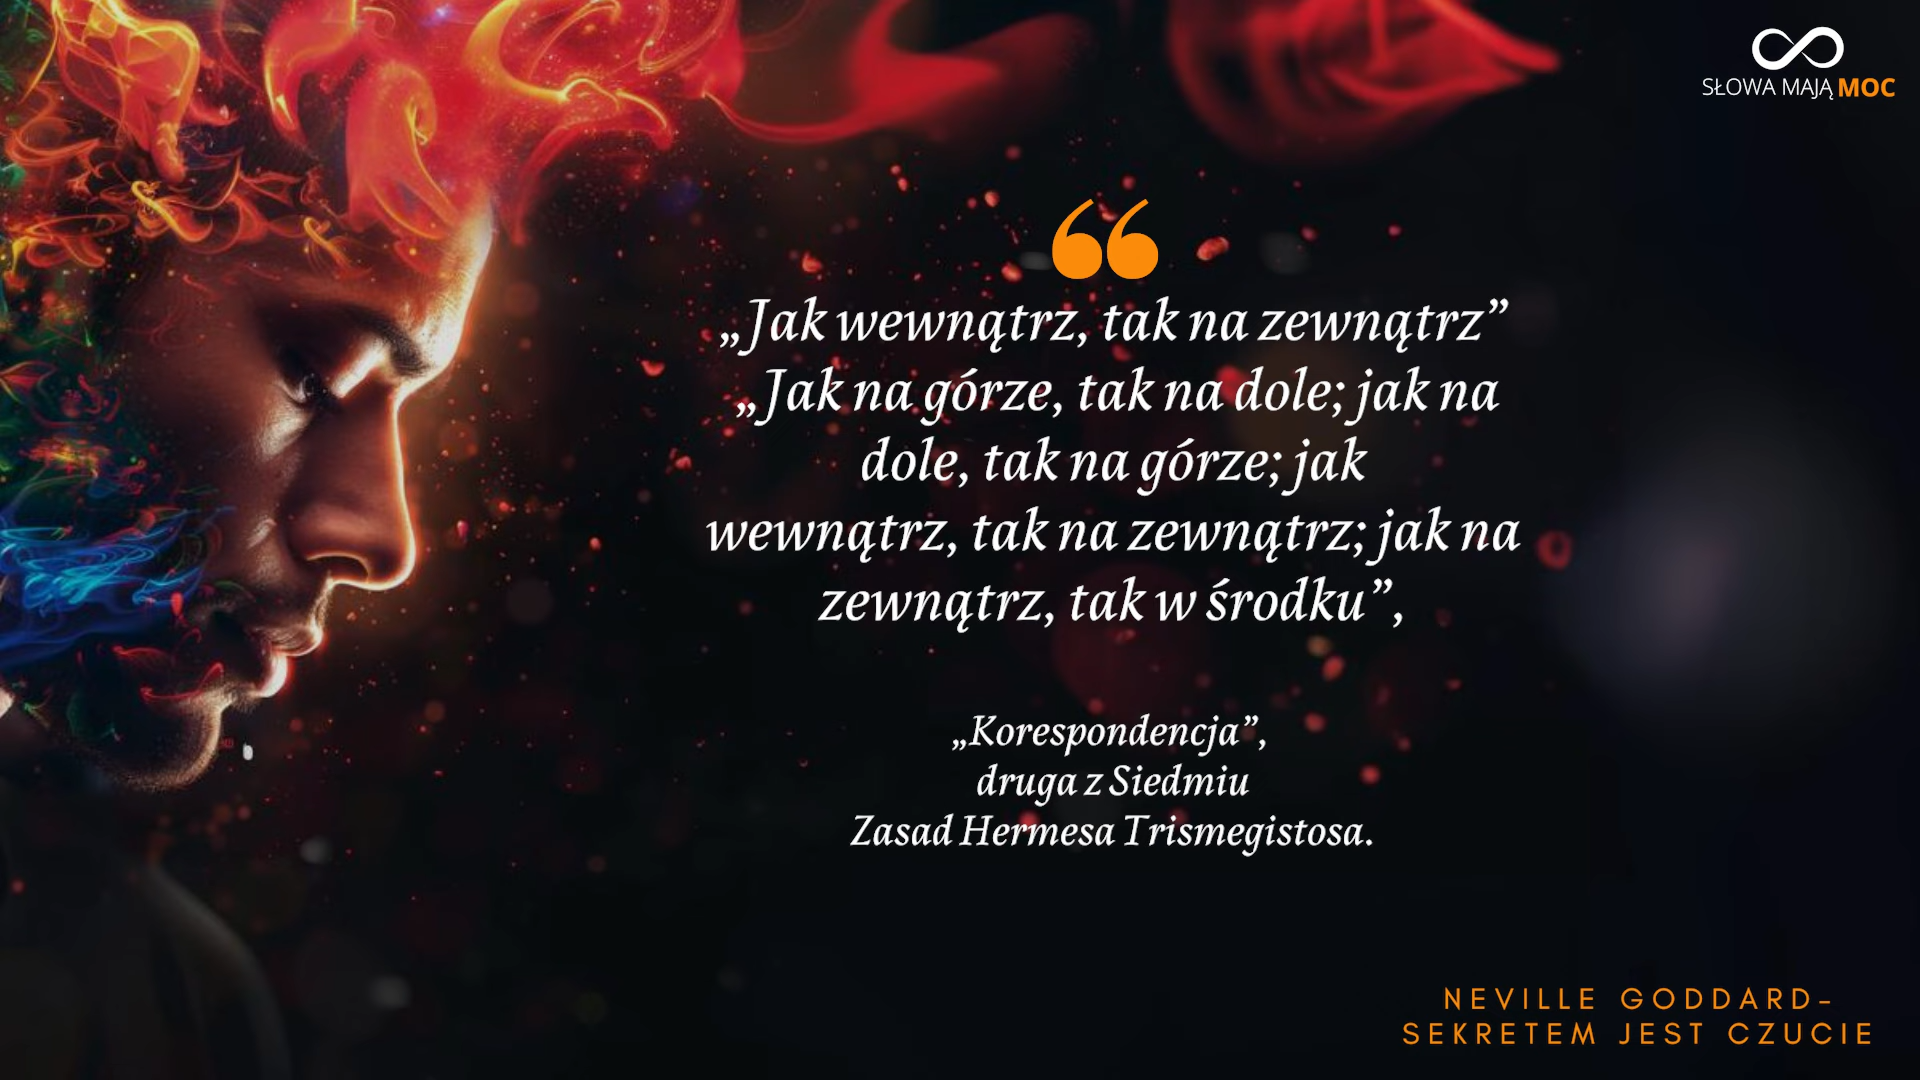 SŁOWA MAJĄ MOC
„Jak wewnątrz, tak na zewnątrz”
„Jak na górze, tak na dole; jak na
dole, tak na górze; jak
wewnątrz, tak na zewnątrz; jak na
zewnątrz, tak w środku”,
„Korespondencja”,
druga z Siedmiu
Zasad Hermesa Trismegistosa.
NEVILLE GODDARD-
SEKRETEM JEST CZUCIE